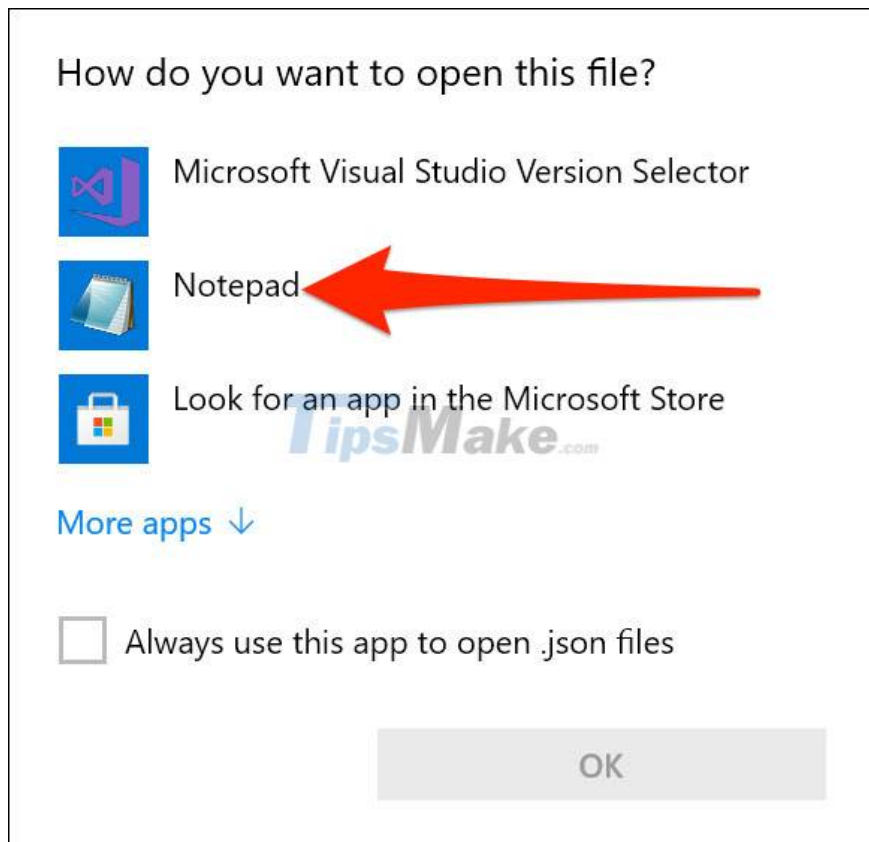 How do you want to open this file?
Microsoft Visual Studio Version Selector
Notepad
Look for an app in the Microsoft Store
TipsMake.com
More apps ↓
Always use this app to open .json files
OK